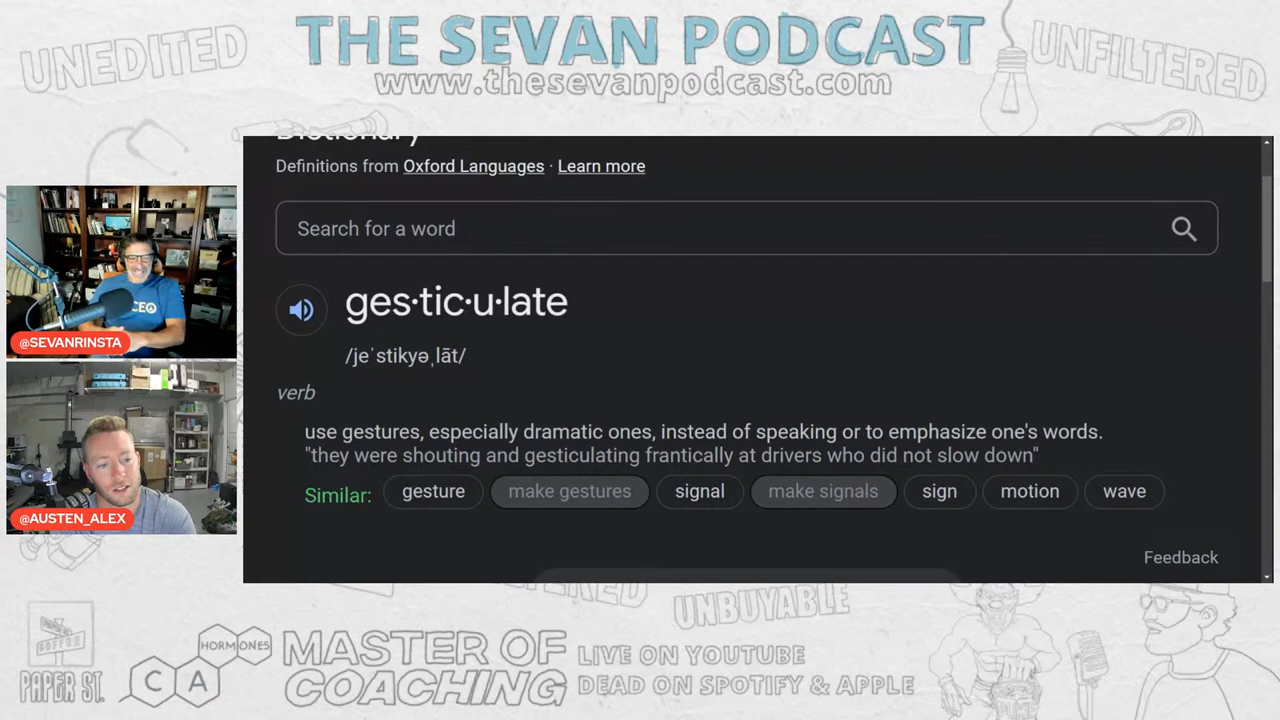 UNEDITED
THE SEVAN PODCAST
www.thesevanpodcast.com
UNFILTERED
Dictionary
Definitions from Oxford Languages · Learn more
Search for a word
ges·tic·u·late
/jeˈstikyəˌlāt/
verb
use gestures, especially dramatic ones, instead of speaking or to emphasize one's words.
"they were shouting and gesticulating frantically at drivers who did not slow down"
Similar: gesture make gestures signal make signals sign motion wave
Feedback
CEO
@SEVANRINSTA
@AUSTEN_ALEX
UNBUYABLE
PAPER ST.
COFFEE
HORMONES
C A
MASTER OF
COACHING
LIVE ON YOUTUBE
DEAD ON SPOTIFY & APPLE